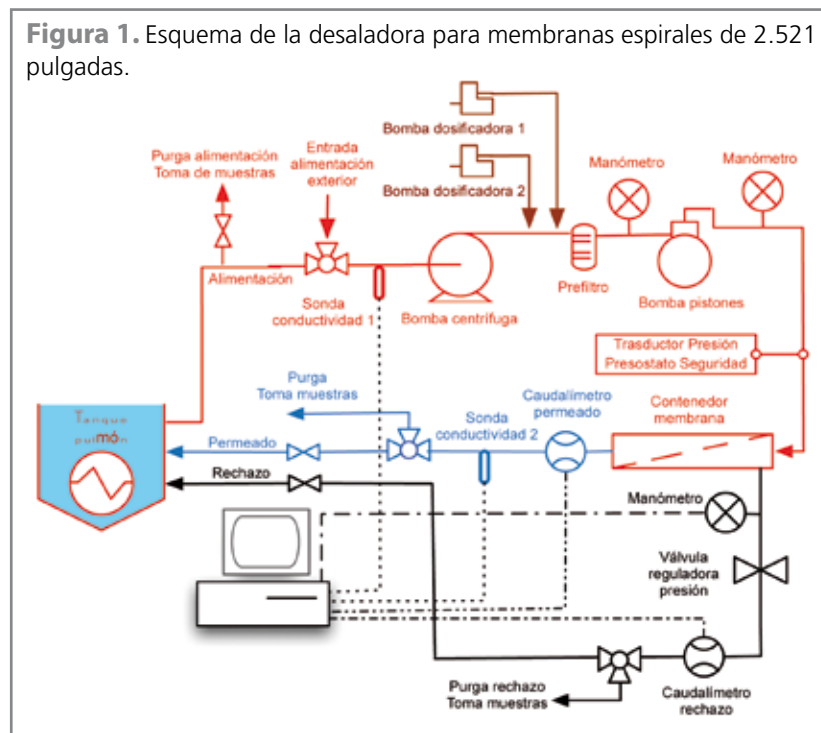 Figura 1. Esquema de la desaladora para membranas espirales de 2.521
pulgadas.
Bomba dosificadora 1
Purga alimentación
Toma de muestras
Entrada
alimentación
exterior
Bomba dosificadora 2
Manómetro
Manómetro
Alimentación
Sonda
conductividad 1
Bomba centrífuga
Prefiltro
Bomba pistones
Trasductor Presión
Presostato Seguridad
Purga
Toma muestras
Caudalímetro
permeado
Contenedor
membrana
Sonda
conductividad 2
Tanque
pulmón
Permeado
Rechazo
Manómetro
Válvula
reguladora
presión
Purga rechazo
Toma muestras
Caudalímetro
rechazo